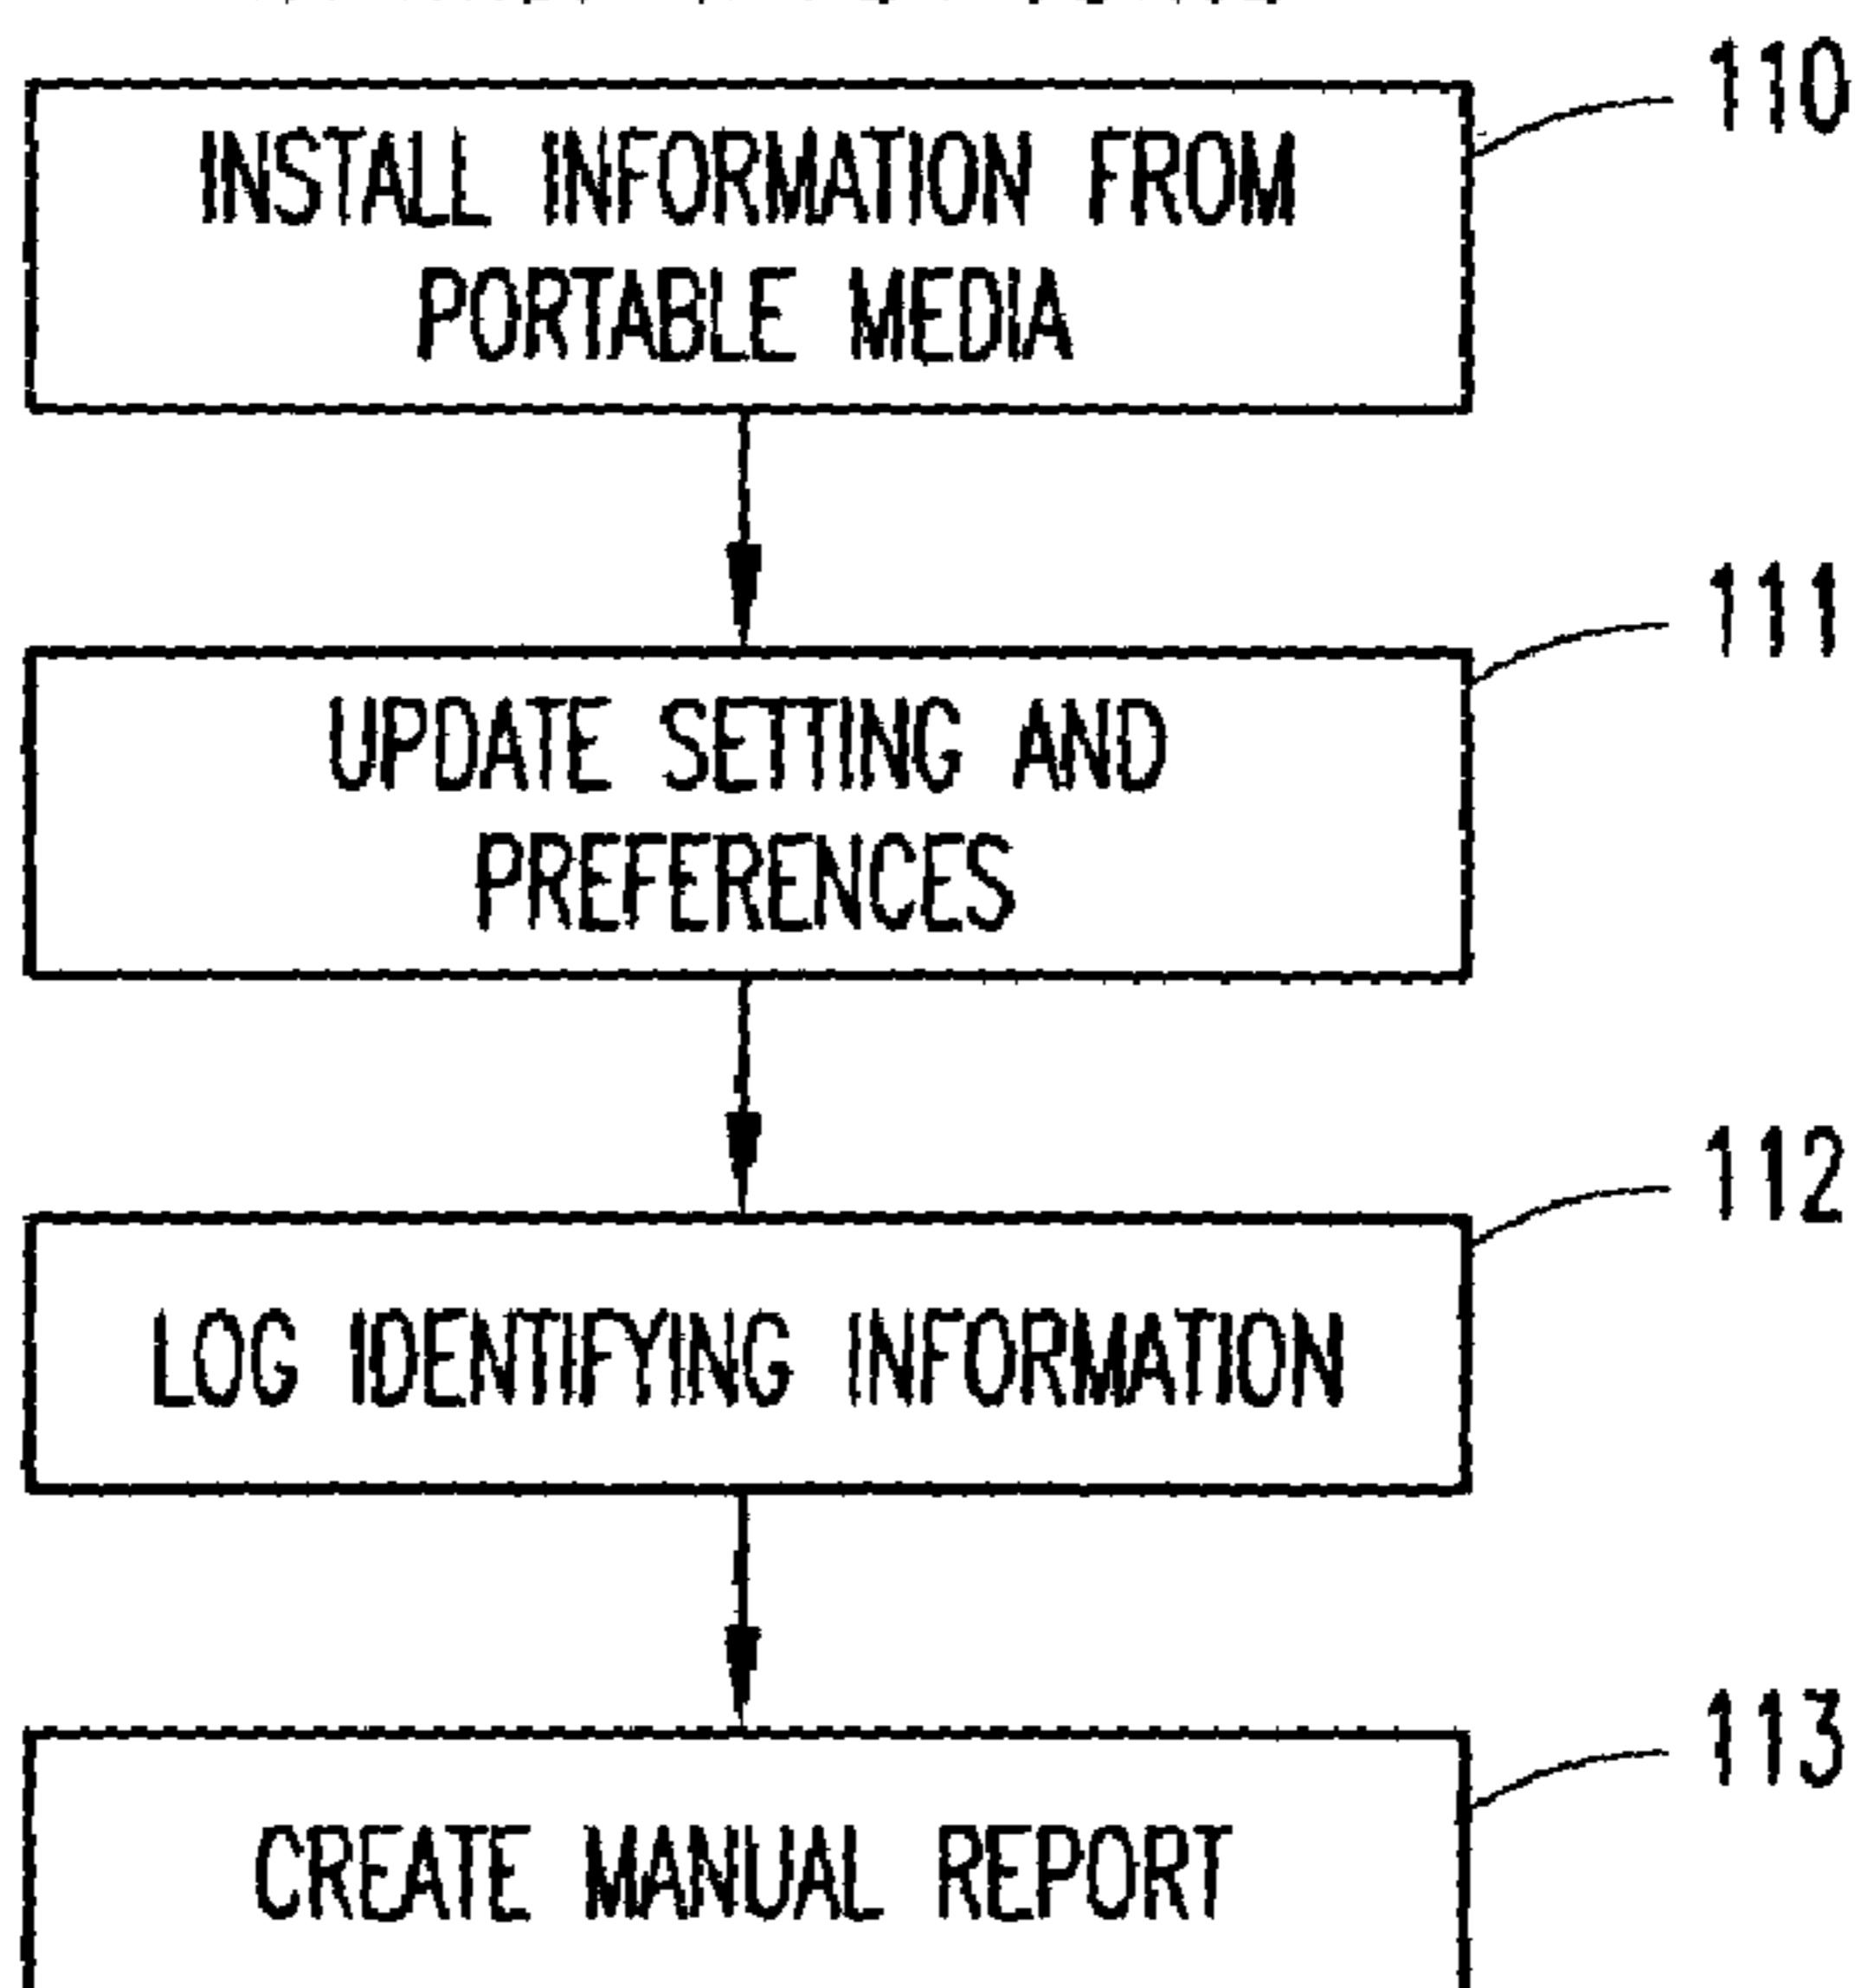 110
INSTALL INFORMATION FROM
PORTABLE MEDIA
111
UPDATE SETTING AND
PREFERENCES
112
LOG IDENTIFYING INFORMATION
113
CREATE MANUAL REPORT